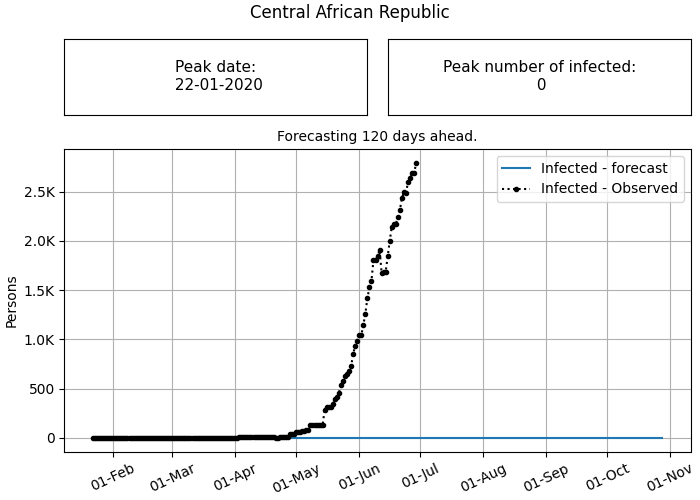 Central African Republic
Peak date:
22-01-2020
Peak number of infected:
0
Forecasting 120 days ahead.
Infected - forecast
Infected - Observed
2.5K
2.0K
1.5K
1.0K
500
0
Persons
01-Feb
01-Mar
01-Apr
01-May
01-Jun
01-Jul
01-Aug
01-Sep
01-Oct
01-Nov